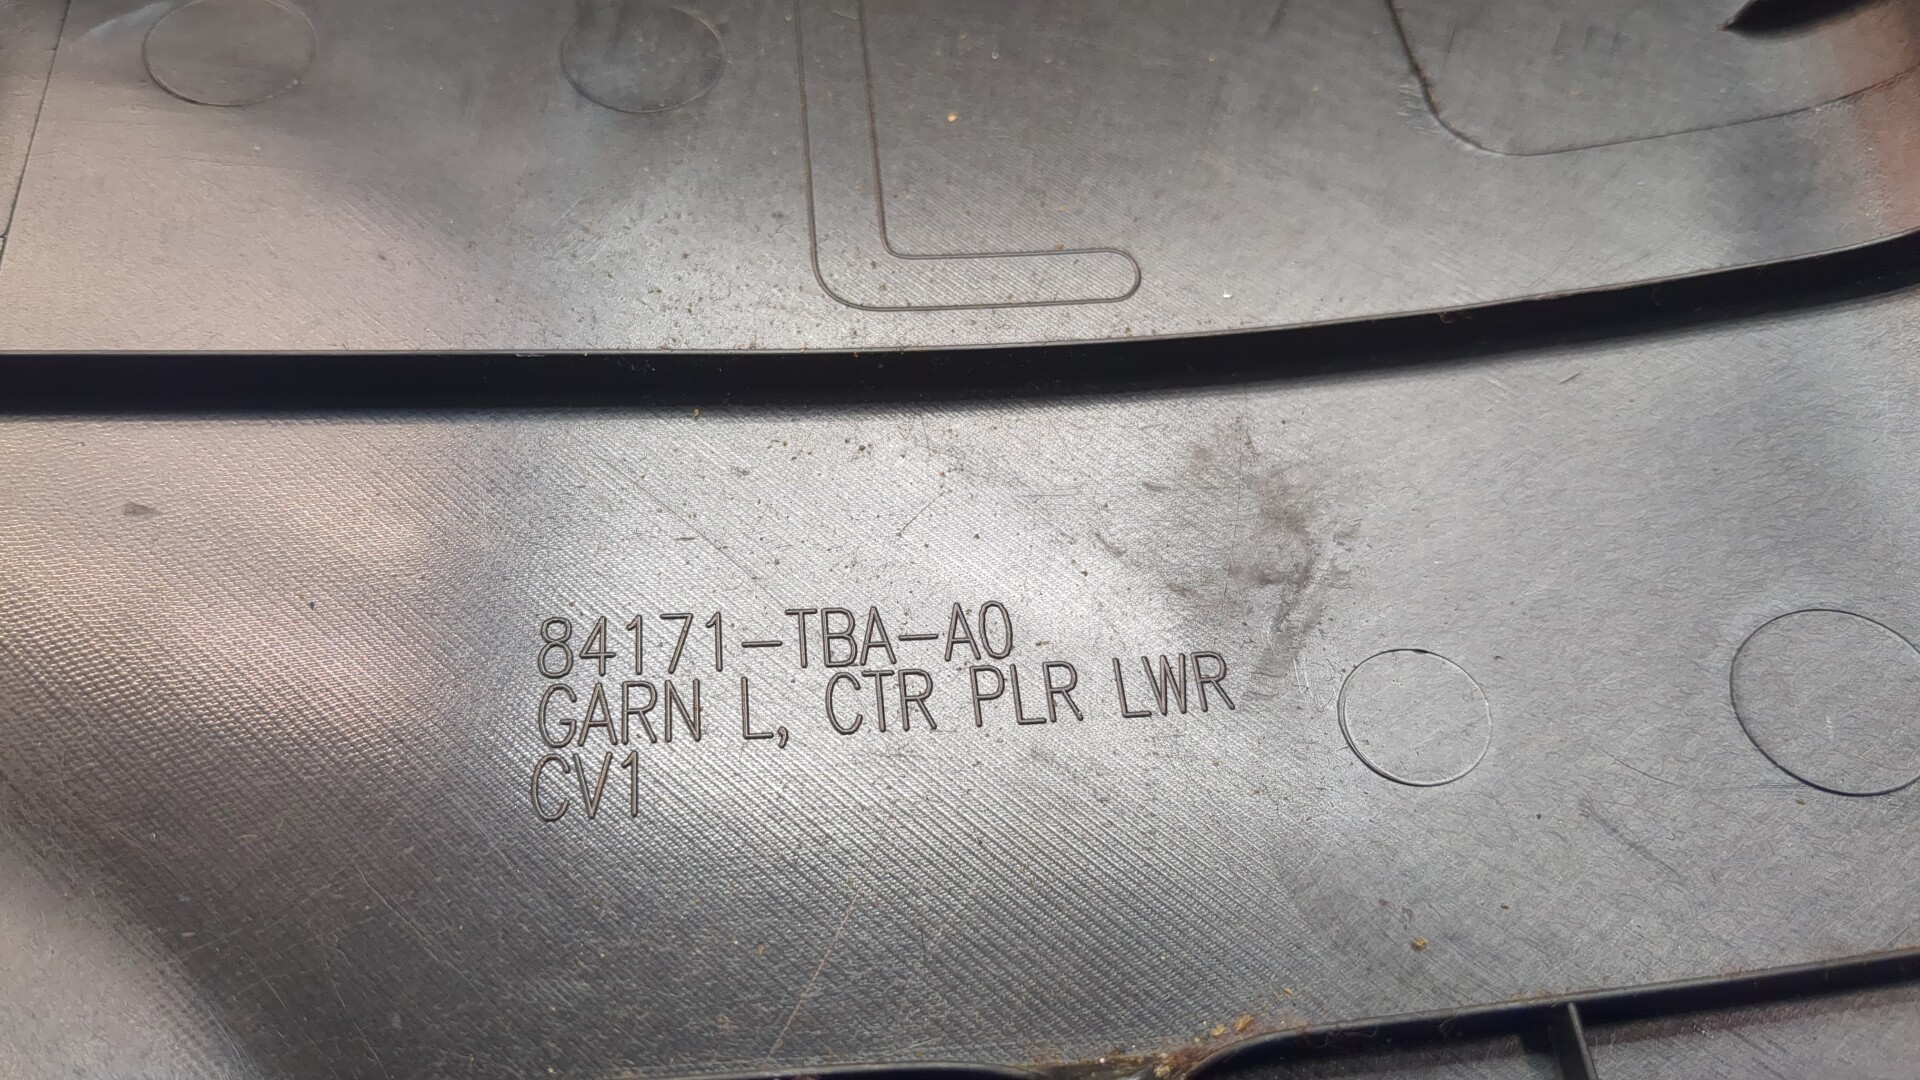 84171-TBA-A0
GARN L, CTR PLR LWR
CV1